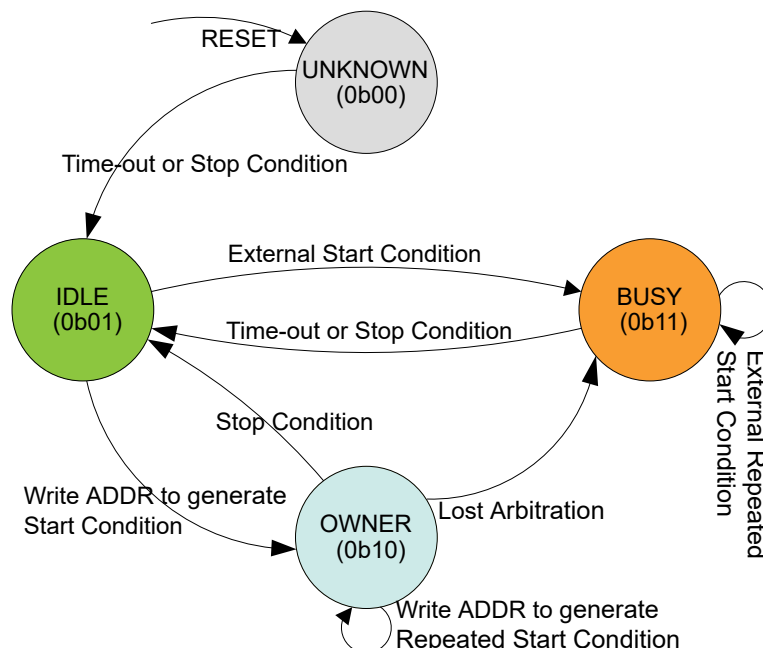 RESET
UNKNOWN
(0b00)
Time-out or Stop Condition
External Start Condition
IDLE
(0b01)
BUSY
(0b11)
Time-out or Stop Condition
External Repeated
Start Condition
Stop Condition
Write ADDR to generate
Start Condition
Lost Arbitration
OWNER
(0b10)
Write ADDR to generate
Repeated Start Condition